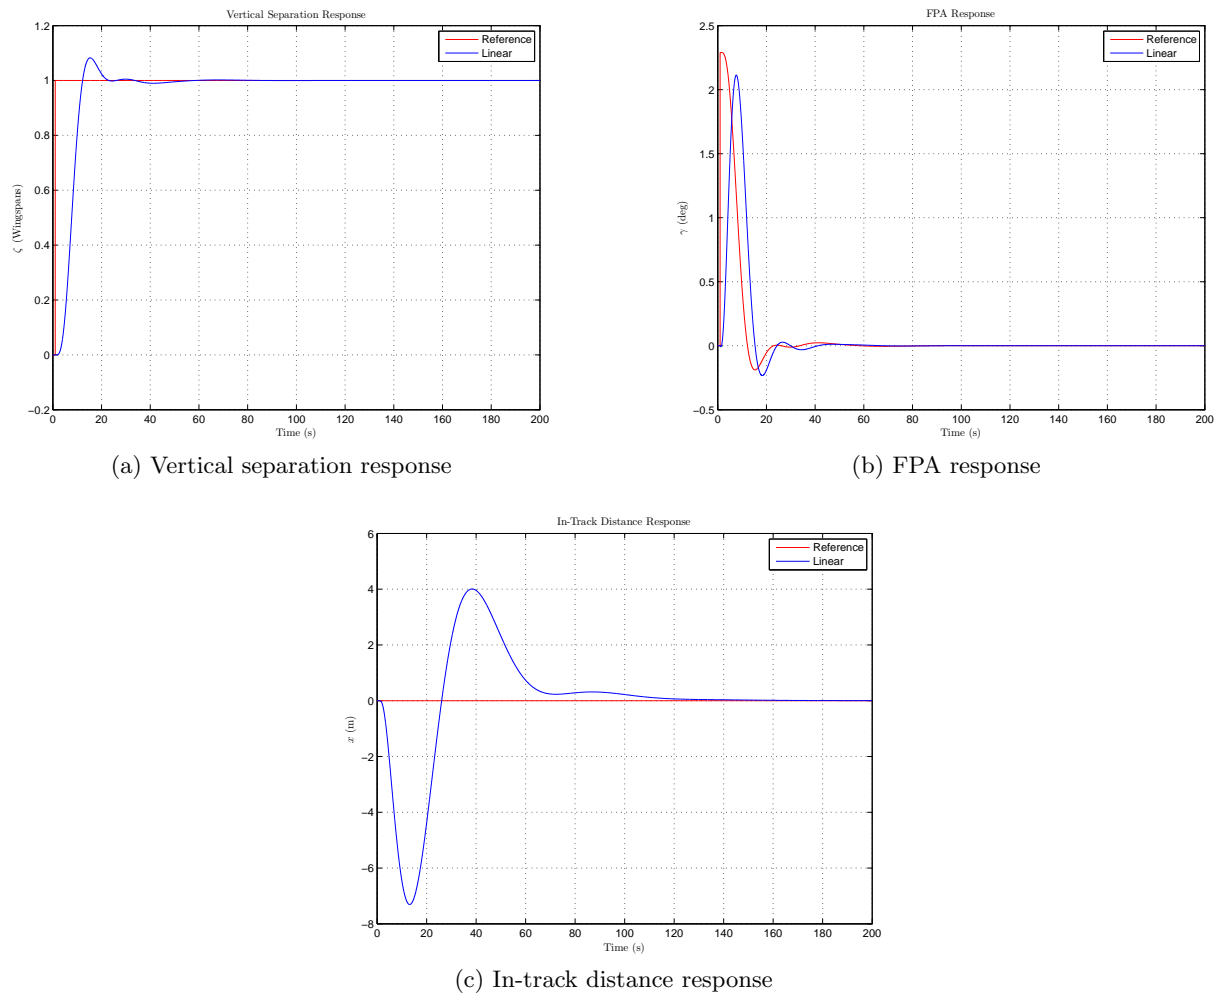 Vertical Separation Response
1.2
1
0.8
0.6
0.4
0.2
0
−0.2
ζ (Wingspans)
Reference
Linear
0 20 40 60 80 100 120 140 160 180 200
Time (s)
(a) Vertical separation response
FPA Response
2.5
2
1.5
1
0.5
0
−0.5
γ (deg)
Reference
Linear
0 20 40 60 80 100 120 140 160 180 200
Time (s)
(b) FPA response
In-Track Distance Response
6
4
2
0
−2
−4
−6
−8
x (m)
Reference
Linear
0 20 40 60 80 100 120 140 160 180 200
Time (s)
(c) In-track distance response